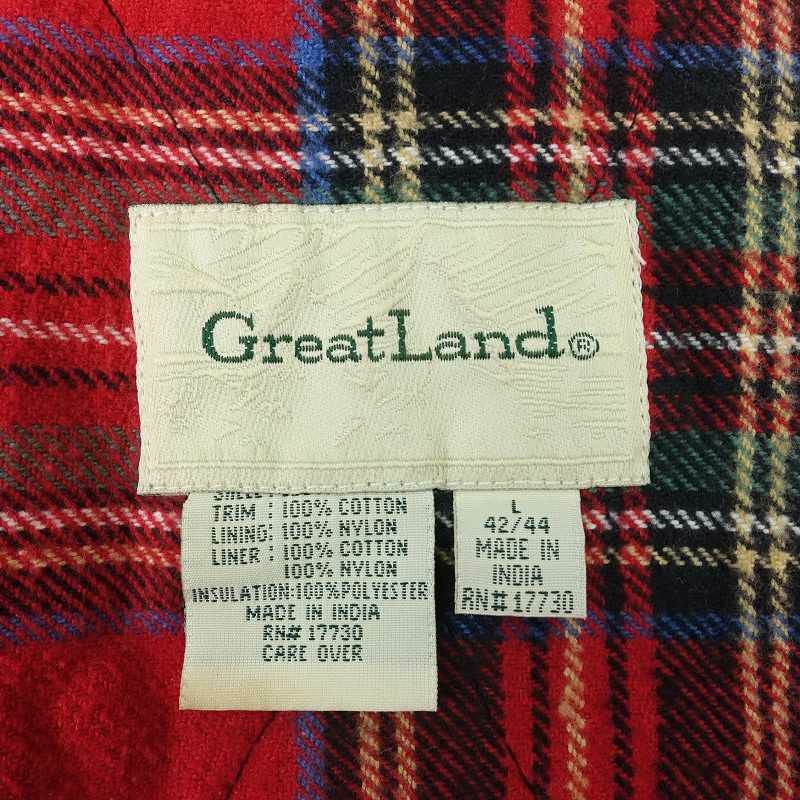 GreatLand®
TRIM : 100% COTTON
LINING: 100% NYLON
LINER : 100% COTTON
100% NYLON
INSULATION:100%POLYESTER
MADE IN INDIA
RN# 17730
CARE OVER
L
42/44
MADE IN
INDIA
RN# 17730